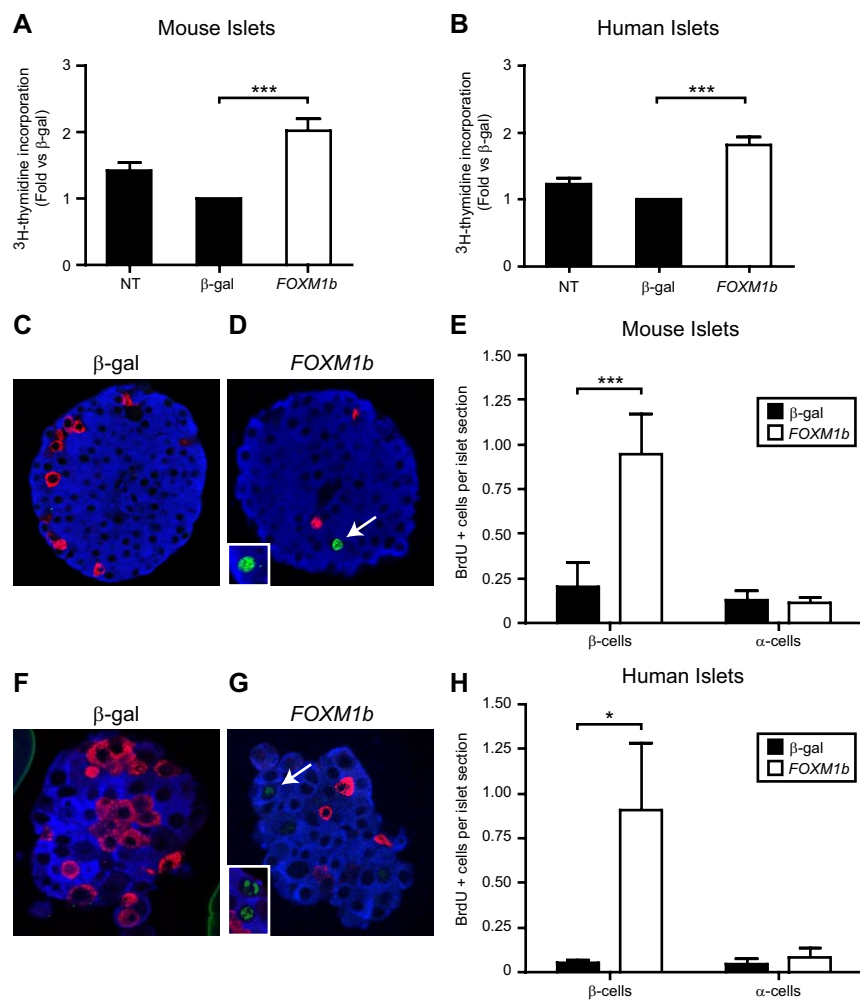 A
Mouse Islets
³H-thymidine incorporation
(Fold vs β-gal)
3
2
1
0
***
NT
β-gal
FOXM1b
B
Human Islets
³H-thymidine incorporation
(Fold vs β-gal)
3
2
1
0
***
NT
β-gal
FOXM1b
C
β-gal
D
FOXM1b
E
Mouse Islets
BrdU + cells per islet section
1.50
1.25
1.00
0.75
0.50
0.25
0
***
β-gal
FOXM1b
β-cells
α-cells
F
β-gal
G
FOXM1b
H
Human Islets
BrdU + cells per islet section
1.50
1.25
1.00
0.75
0.50
0.25
0
*
β-gal
FOXM1b
β-cells
α-cells